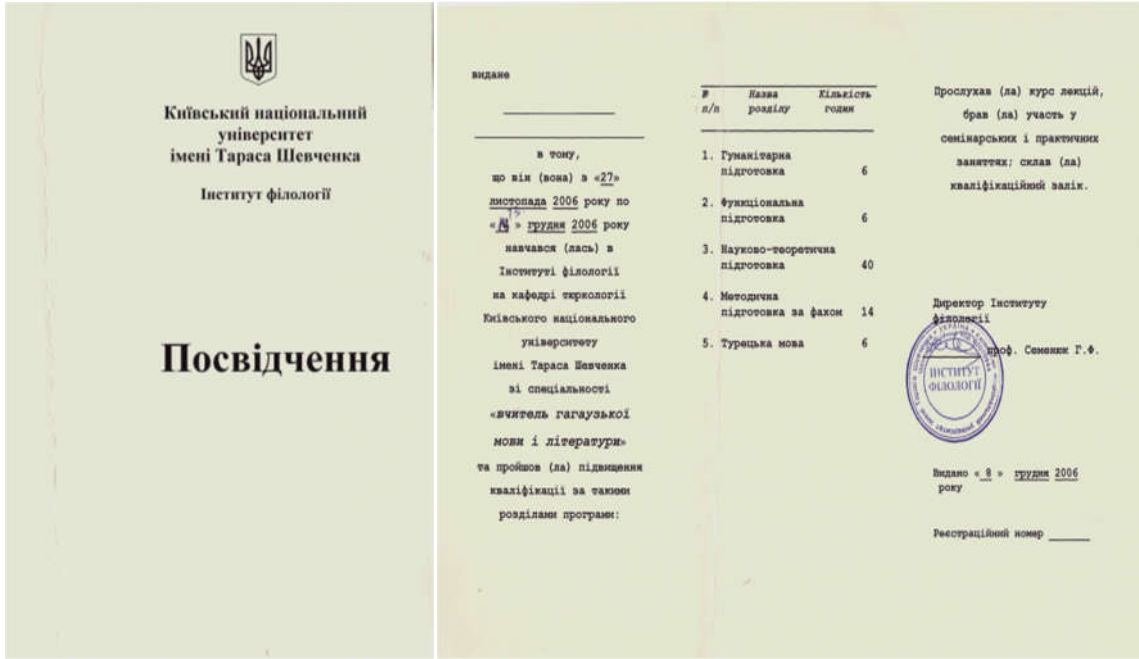 Київський національний
університет
імені Тараса Шевченка
Інститут філології
Посвідчення
видане
в тому,
що він (вона) з «27»
листопада 2006 року по
« » грудня 2006 року
навчався (лась) в
Інституті філології
на кафедрі тюркології
Київського національного
університету
імені Тараса Шевченка
зі спеціальності
«вчитель гагаузької
мови і літератури»
та пройшов (ла) підвищення
кваліфікації за такими
розділами програми:
№ Назва Кількість
п/п розділу годин
1. Гуманітарна
підготовка 6
2. Функціональна
підготовка 6
3. Науково-теоретична
підготовка 40
4. Методична
підготовка за фахом 14
5. Турецька мова 6
Прослухав (ла) курс лекцій,
брав (ла) участь у
семінарських і практичних
заняттях; склав (ла)
кваліфікаційний залік.
Директор Інституту
філології
проф. Семенюк Г.Ф.
ІНСТИТУТ
ФІЛОЛОГІЇ
Видано « 8 » грудня 2006
року
Реєстраційний номер